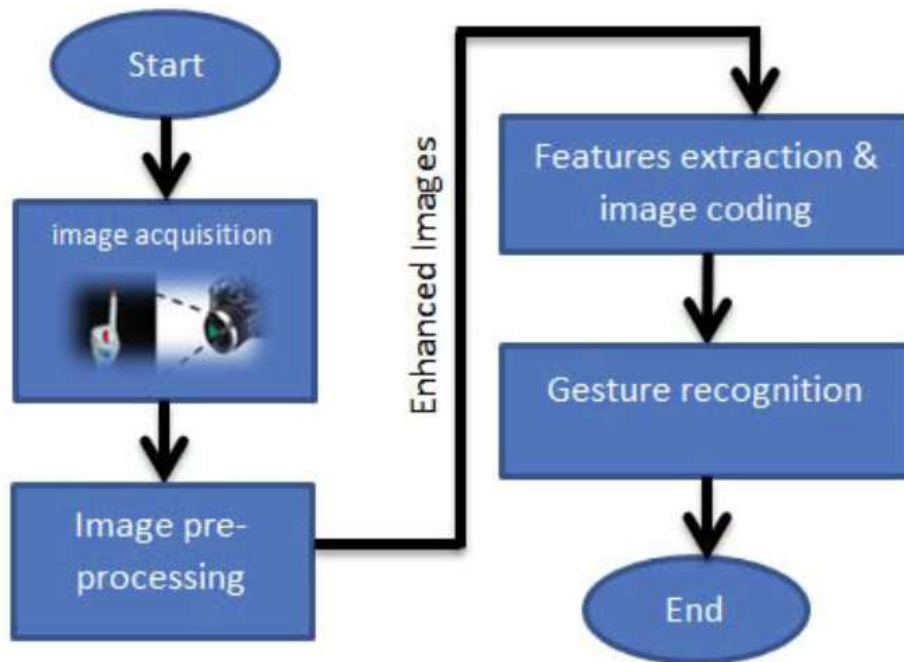 Start
image acquisition
Image pre-
processing
Enhanced Images
Features extraction &
image coding
Gesture recognition
End